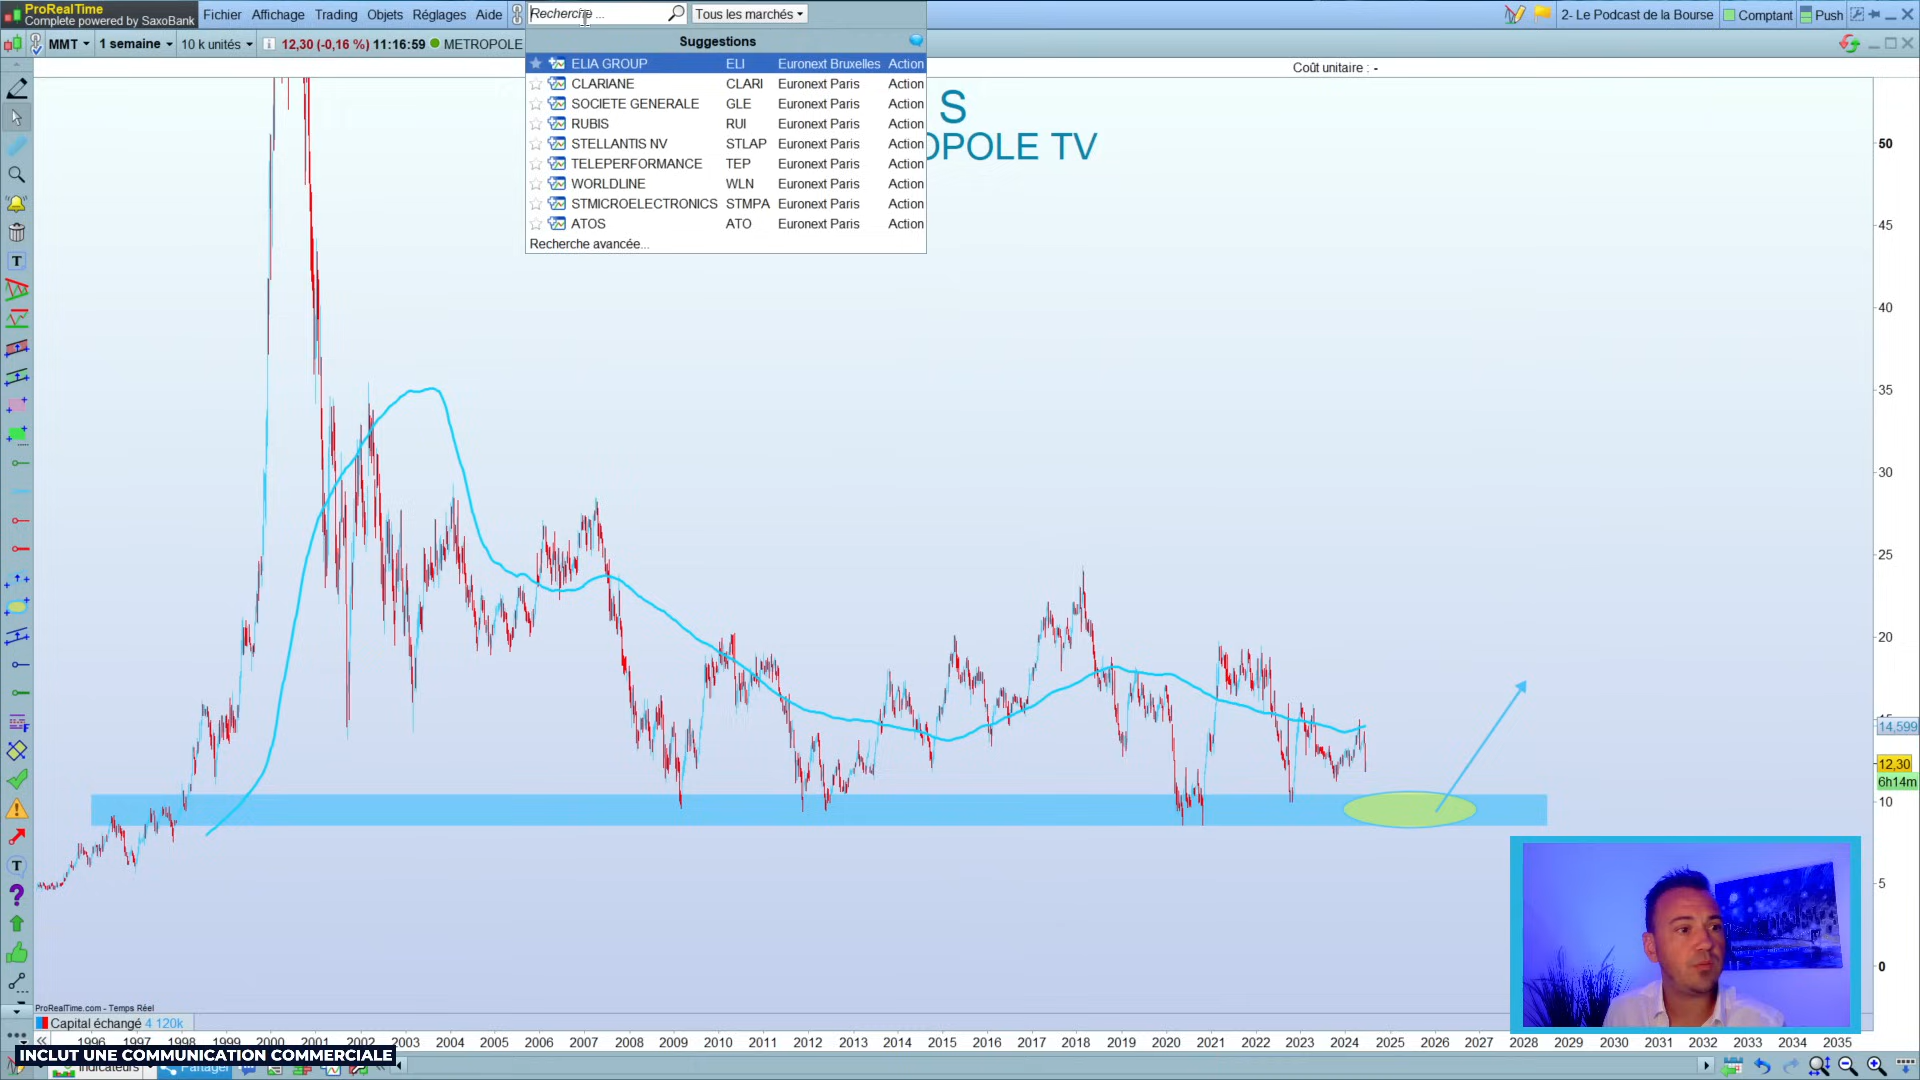 ProRealTime
Complete powered by SaxoBank
Fichier Affichage Trading Objets Réglages Aide
Recherche ...
Tous les marchés
2- Le Podcast de la Bourse
Comptant
Push
MMT
1 semaine
10 k unités
12,30 (-0,16 %) 11:16:59
METROPOLE
Suggestions
ELIA GROUP ELI Euronext Bruxelles Action
CLARIANE CLARI Euronext Paris Action
SOCIETE GENERALE GLE Euronext Paris Action
RUBIS RUI Euronext Paris Action
STELLANTIS NV STLAP Euronext Paris Action
TELEPERFORMANCE TEP Euronext Paris Action
WORLDLINE WLN Euronext Paris Action
STMICROELECTRONICS STMPA Euronext Paris Action
ATOS ATO Euronext Paris Action
Recherche avancée...
Coût unitaire : -
S
OPOLE TV
50
45
40
35
30
25
20
15
14,599
12,30
6h14m
10
5
0
ProRealTime.com - Temps Réel
Capital échangé 4 120k
1996 1997 1998 1999 2000 2001 2002 2003 2004 2005 2006 2007 2008 2009 2010 2011 2012 2013 2014 2015 2016 2017 2018 2019 2020 2021 2022 2023 2024 2025 2026 2027 2028 2029 2030 2031 2032 2033 2034 2035
INCLUT UNE COMMUNICATION COMMERCIALE
Indicateurs
Partager